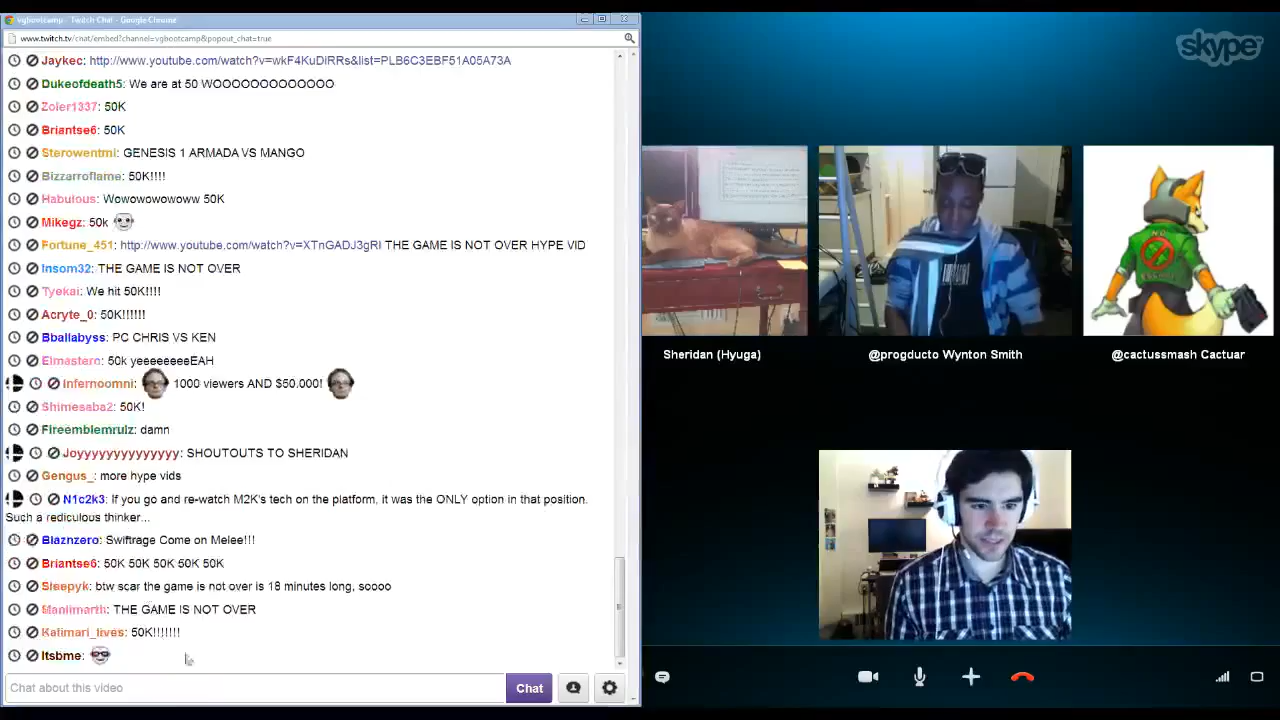 vgbootcamp - Twitch Chat - Google Chrome
www.twitch.tv/chat/embed?channel=vgbootcamp&popout_chat=true
Jaykec: http://www.youtube.com/watch?v=wkF4KuDIRRs&list=PLB6C3EBF51A05A73A
Dukeofdeath5: We are at 50 WOOOOOOOOOOOO
Zoler1337: 50K
Briantse6: 50K
Sterowentmi: GENESIS 1 ARMADA VS MANGO
Bizzarroflame: 50K!!!!
Habulous: Wowowowowoww 50K
Mikegz: 50k
Fortune_451: http://www.youtube.com/watch?v=XTnGADJ3gRI THE GAME IS NOT OVER HYPE VID
Insom32: THE GAME IS NOT OVER
Tyekai: We hit 50K!!!!
Acryte_0: 50K!!!!!!
Bballabyss: PC CHRIS VS KEN
Elmastero: 50k yeeeeeeeEAH
Infernoomni: 1000 viewers AND $50.000!
Shimesaba2: 50K!
Fireemblemrulz: damn
Joyyyyyyyyyyyyyyy: SHOUTOUTS TO SHERIDAN
Gengus_: more hype vids
N1c2k3: If you go and re-watch M2K's tech on the platform, it was the ONLY option in that position.
Such a rediculous thinker...
Blaznzero: Swiftrage Come on Melee!!!
Briantse6: 50K 50K 50K 50K 50K
Sleepyk: btw scar the game is not over is 18 minutes long, soooo
Manlimarth: THE GAME IS NOT OVER
Katimari_lives: 50K!!!!!!!
Itsbme:
Chat about this video
Chat
skype
NO
Sheridan (Hyuga)
@progducto Wynton Smith
@cactussmash Cactuar